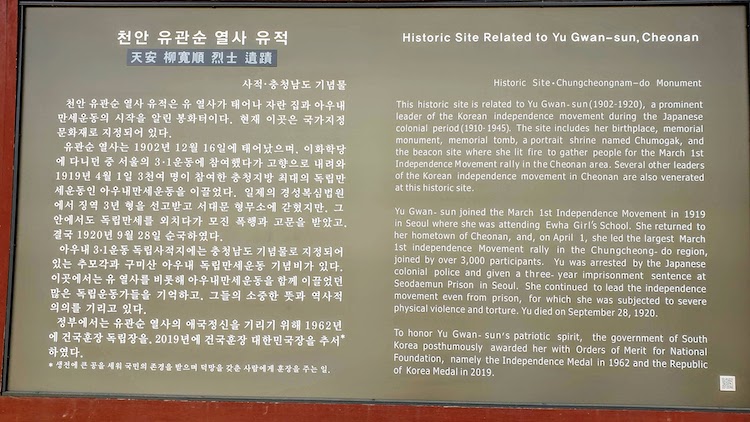 천안 유관순 열사 유적
天安 柳寬順 烈士 遺蹟
사적·충청남도 기념물
천안 유관순 열사 유적은 유 열사가 태어나 자란 집과 아우내
만세운동의 시작을 알린 봉화터이다. 현재 이곳은 국가지정
문화재로 지정되어 있다.
유관순 열사는 1902년 12월 16에 태어났으며, 이화학당
에 다니던 중 서울의 3·1운동에 참여했다가 고향으로 내려와
1919년 4월 1일 3천여 명이 참여한 충청지방 최대의 독립만
세운동인 아우내만세운동을 이끌었다. 일제의 경성복심법원
에서 징역 3년 형을 선고받고 서대문 형무소에 갇혔지만, 그
안에서도 독립만세를 외치다가 모진 폭행과 고문을 받았고,
결국 1920년 9월 28일 순국하였다.
아우내 3·1운동 독립사적지에는 충청남도 기념물로 지정되어
있는 추모각과 구미산 아우내 독립만세운동 기념비가 있다.
이곳에서는 유 열사를 비롯해 아우내만세운동을 함께 이끌었던
많은 독립운동가들을 기억하고, 그들의 소중한 뜻과 역사적
의의를 기리고 있다.
정부에서는 유관순 열사의 애국정신을 기리기 위해 1962년
에 건국훈장 독립장을, 2019년에 건국훈장 대한민국장을 추서*
하였다.
* 생전에 큰 공을 세워 국민의 존경을 받으며 덕망을 갖춘 사람에게 훈장을 주는 일.
Historic Site Related to Yu Gwan-sun, Cheonan
Historic Site·Chungcheongnam-do Monument
This historic site is related to Yu Gwan-sun (1902-1920), a prominent
leader of the Korean independence movement during the Japanese
colonial period (1910-1945). The site includes her birthplace, memorial
monument, memorial tomb, a portrait shrine named Chumogak, and
the beacon site where she lit fire to gather people for the March 1st
Independence Movement rally in the Cheonan area. Several other leaders
of the Korean independence movement in Cheonan are also venerated
at this historic site.
Yu Gwan-sun joined the March 1st Independence Movement in 1919
in Seoul where she was attending Ewha Girl's School. She returned to
her hometown of Cheonan, and, on April 1, she led the largest March
1st independence Movement rally in the Chungcheong-do region,
joined by over 3,000 participants. Yu was arrested by the Japanese
colonial police and given a three-year imprisonment sentence at
Seodaemun Prison in Seoul. She continued to lead the independence
movement even from prison, for which she was subjected to severe
physical violence and torture. Yu died on September 28, 1920.
To honor Yu Gwan-sun's patriotic spirit, the government of South
Korea posthumously awarded her with Orders of Merit for National
Foundation, namely the Independence Medal in 1962 and the Republic
of Korea Medal in 2019.